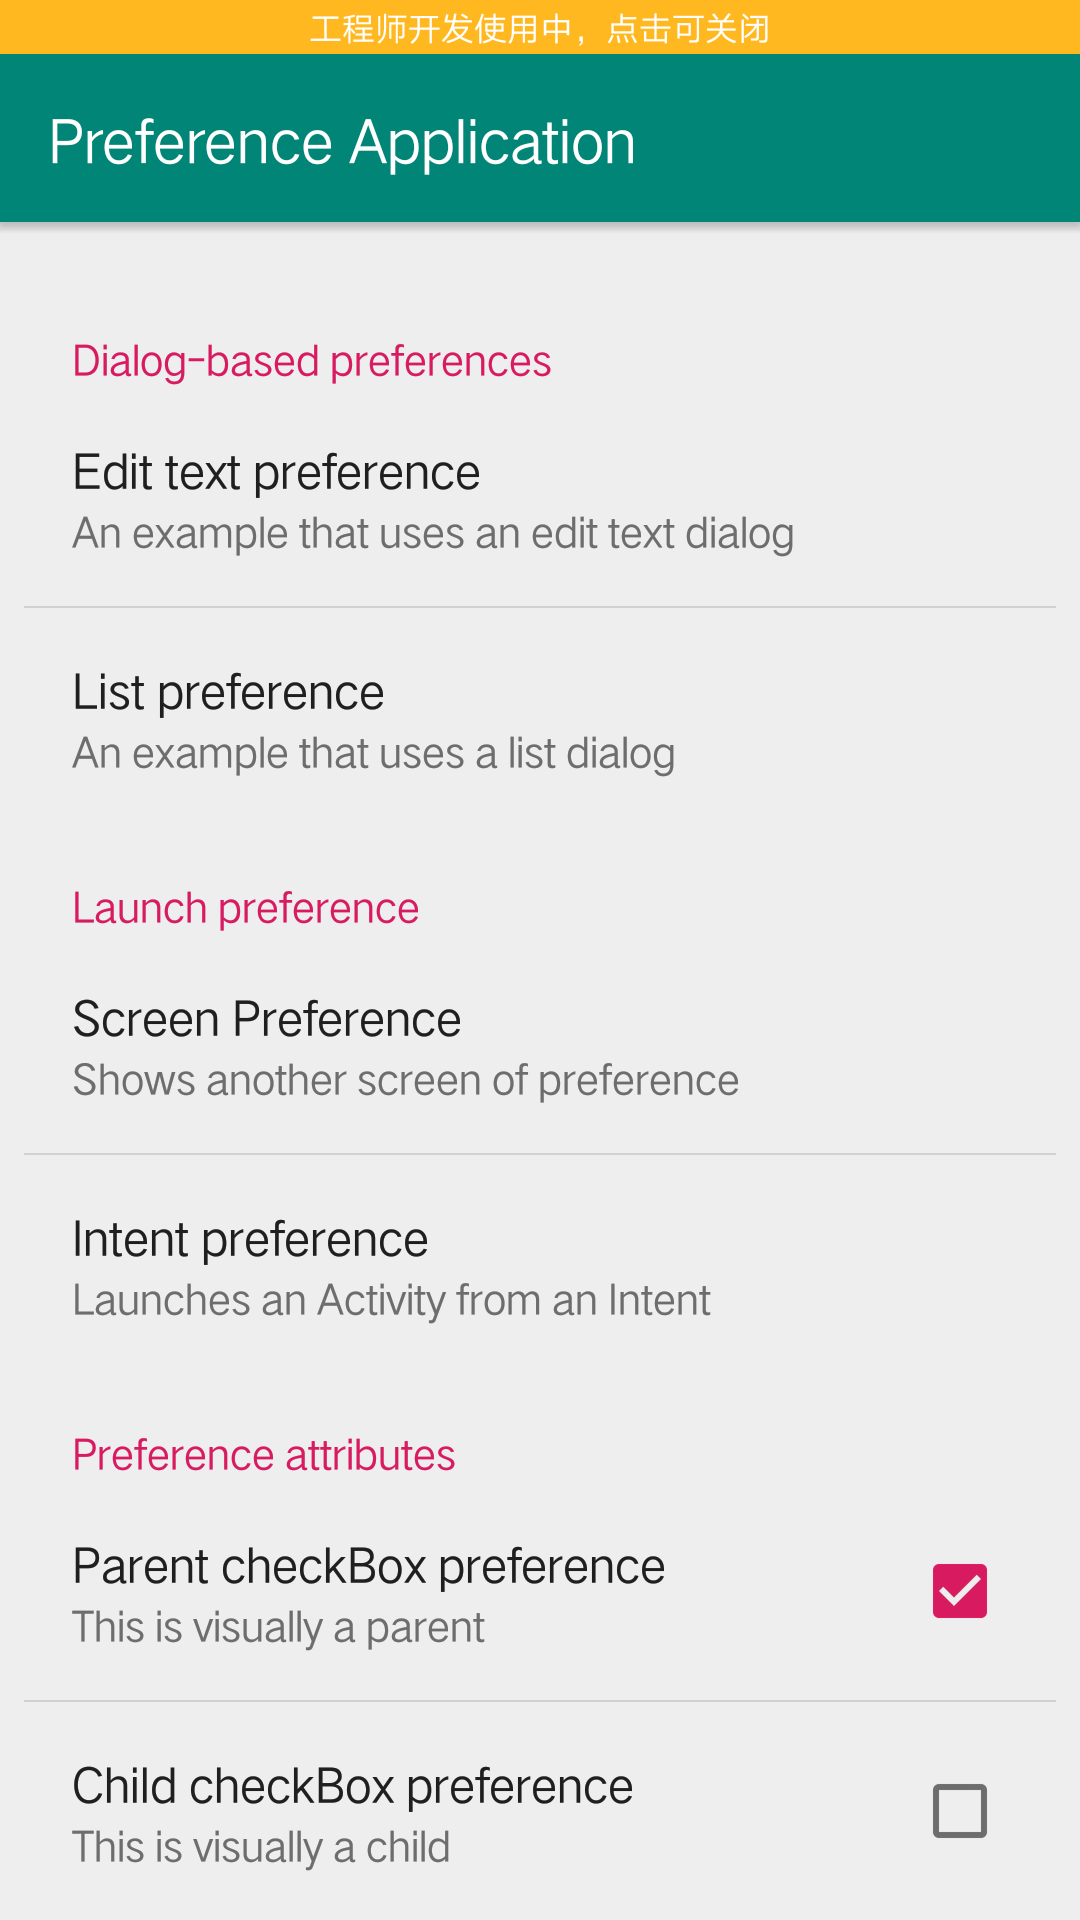 工程师开发使用中，点击可关闭
Preference Application
Dialog-based preferences
Edit text preference
An example that uses an edit text dialog
List preference
An example that uses a list dialog
Launch preference
Screen Preference
Shows another screen of preference
Intent preference
Launches an Activity from an Intent
Preference attributes
Parent checkBox preference
This is visually a parent
Child checkBox preference
This is visually a child